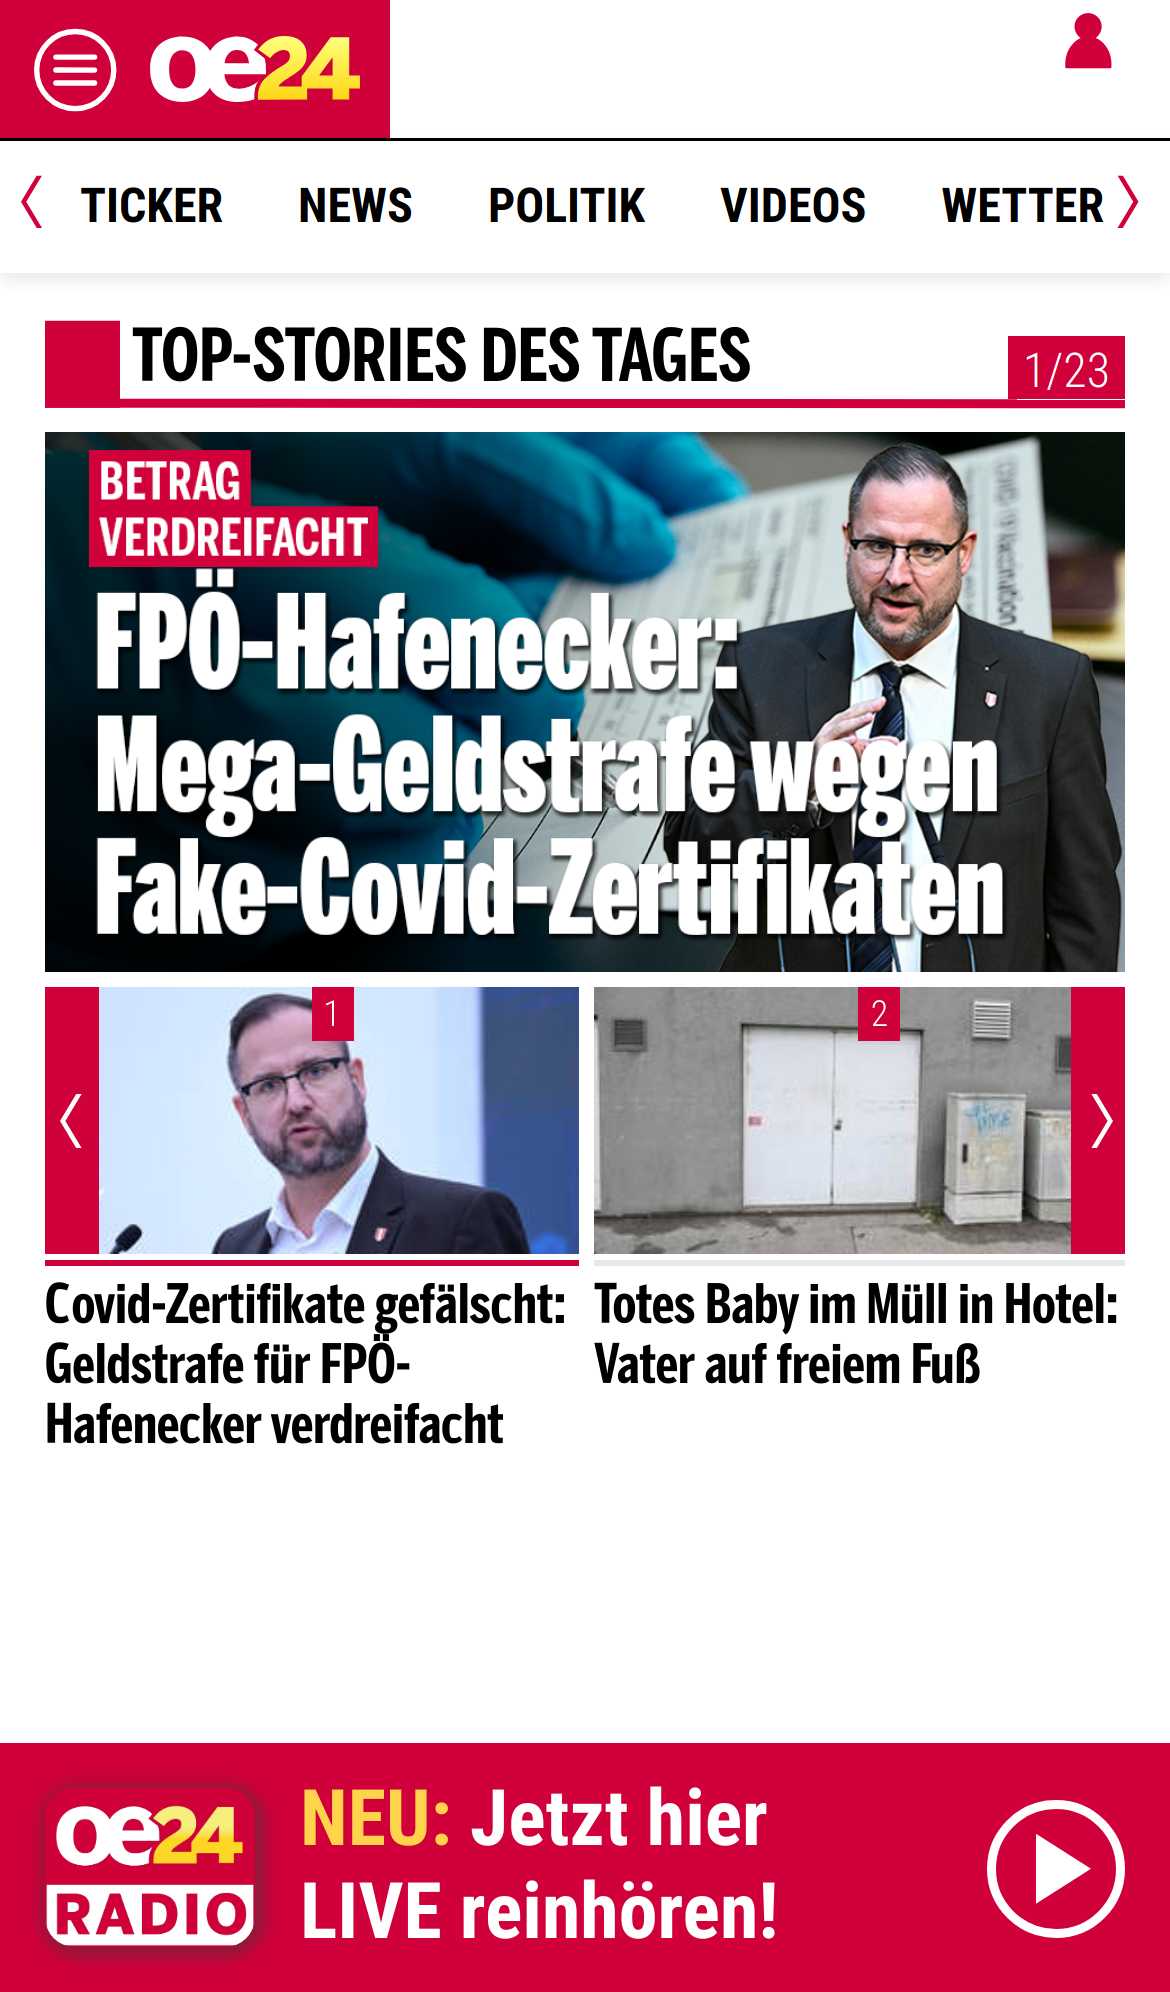 oe24
TICKER NEWS POLITIK VIDEOS WETTER
TOP-STORIES DES TAGES
1/23
BETRAG
VERDREIFACHT
FPÖ-Hafenecker:
Mega-Geldstrafe wegen
Fake-Covid-Zertifikaten
1
2
Covid-Zertifikate gefälscht:
Geldstrafe für FPÖ-
Hafenecker verdreifacht
Totes Baby im Müll in Hotel:
Vater auf freiem Fuß
oe24
RADIO
NEU: Jetzt hier
LIVE reinhören!